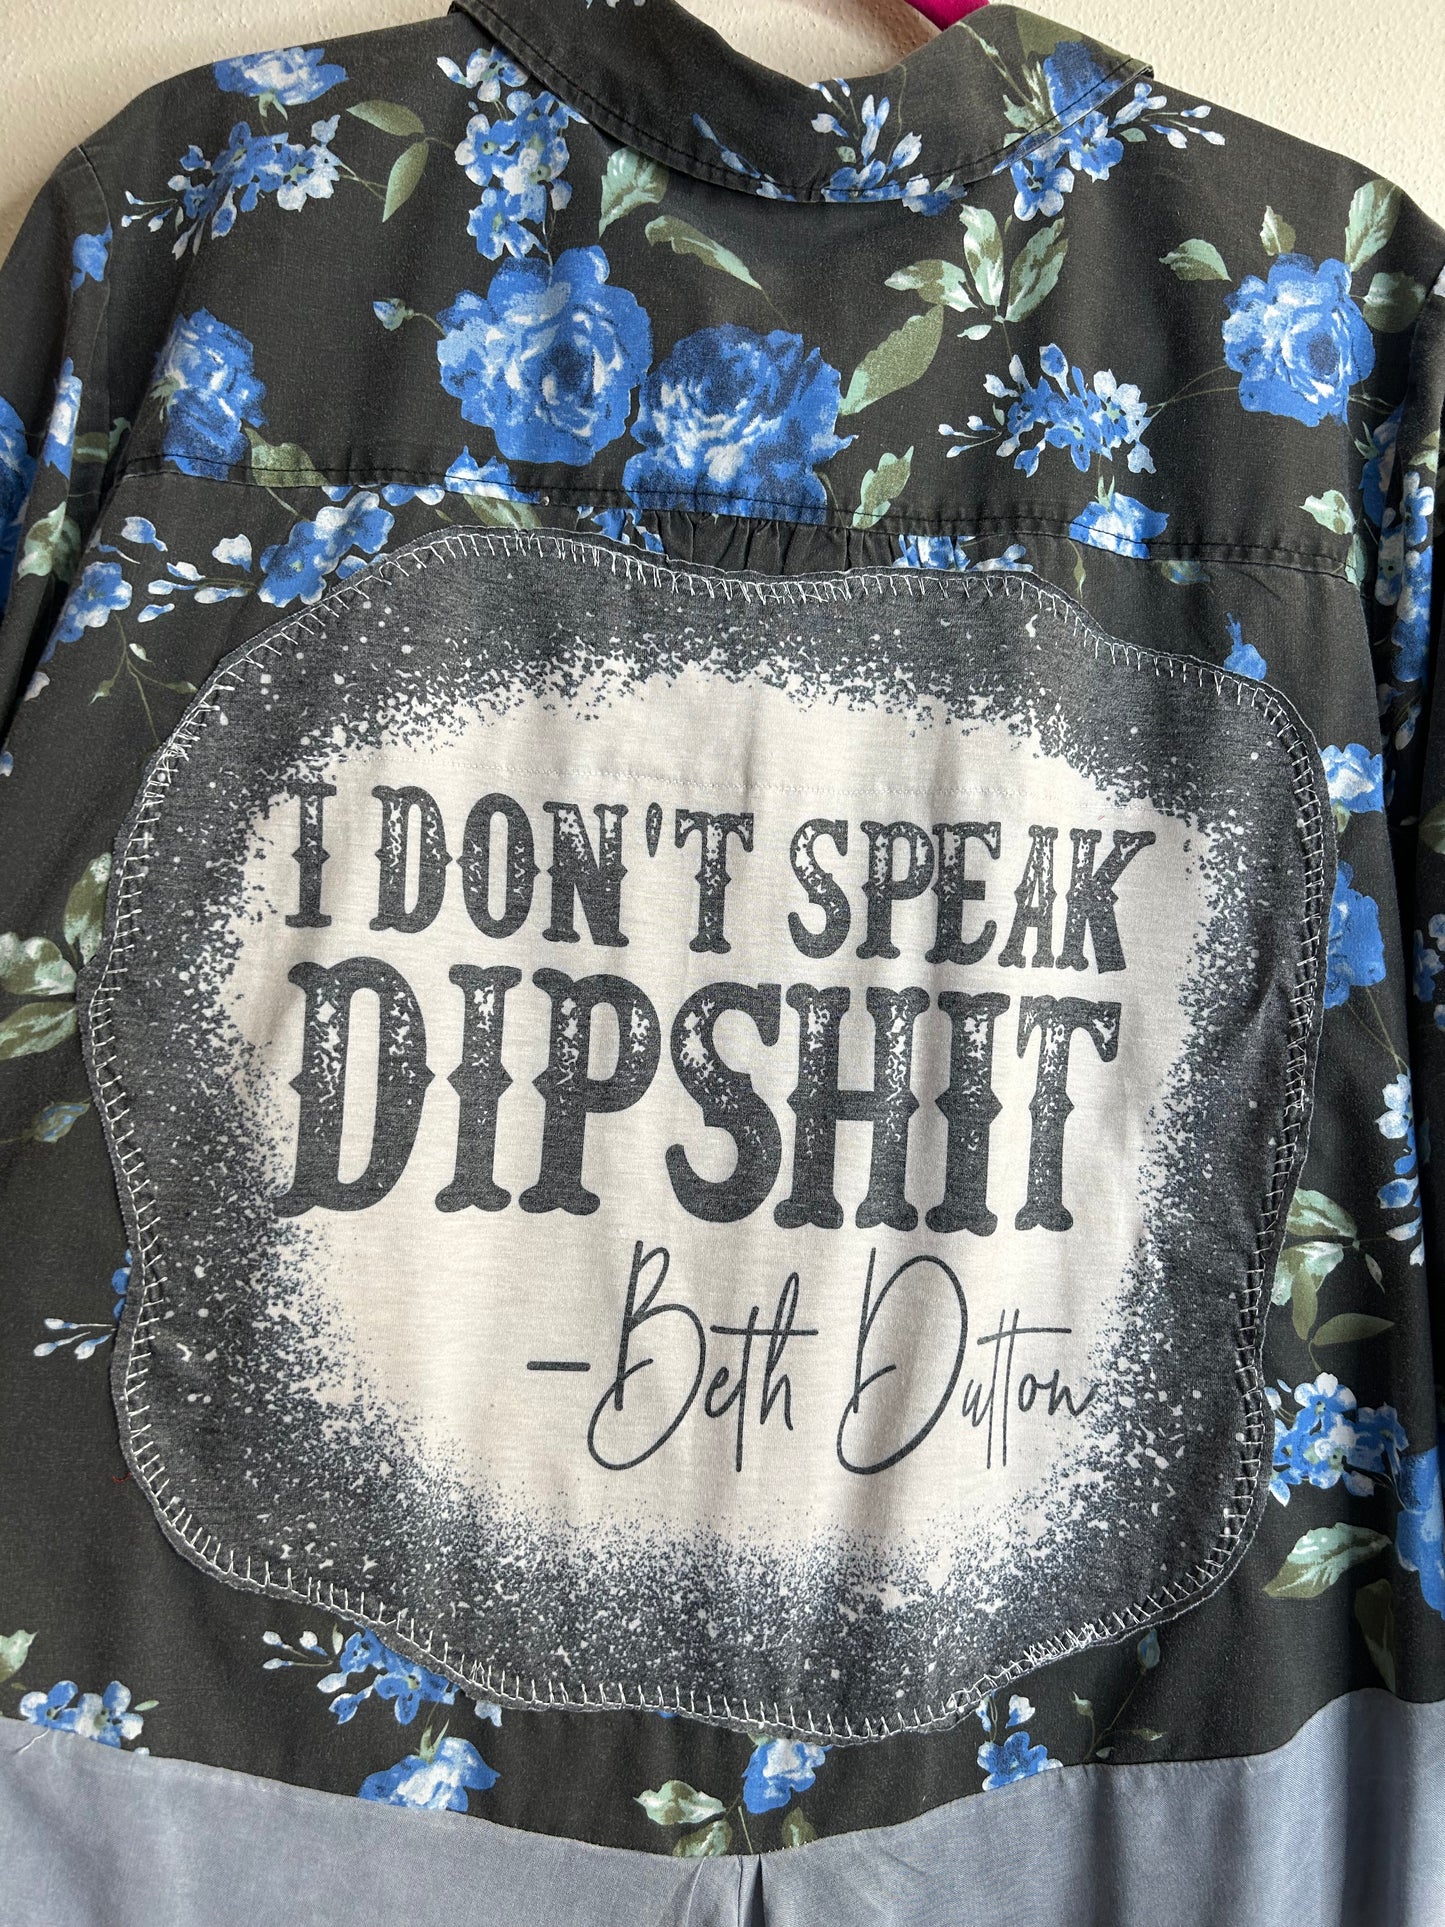 I DON'T SPEAK
DIPSHIT
—Beth Dutton